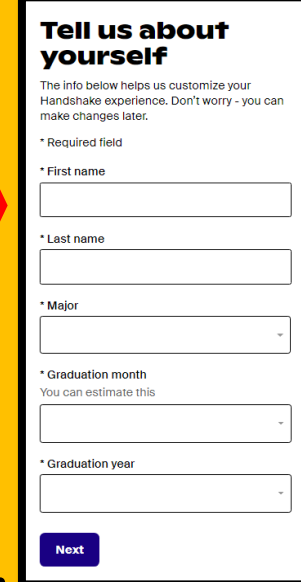 Tell us about
yourself
The info below helps us customize your
Handshake experience. Don't worry - you can
make changes later.
* Required field
* First name
* Last name
* Major
* Graduation month
You can estimate this
* Graduation year
Next